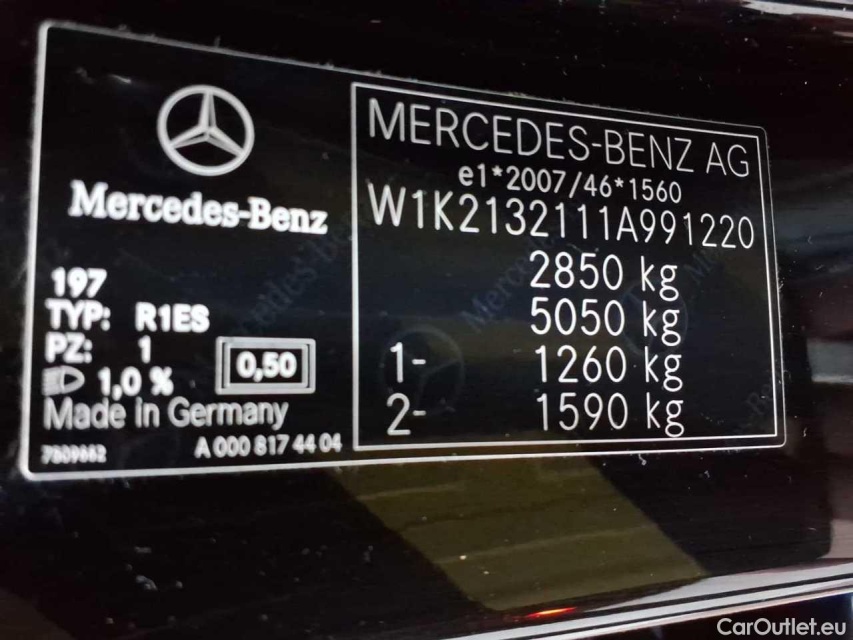 Mercedes-Benz
197
TYP: R1ES
PZ: 1
1,0 %
0,50
Made in Germany
7809662
A 000 817 44 04
MERCEDES-BENZ AG
e1*2007/46*1560
W1K2132111A991220
2850 kg
5050 kg
1- 1260 kg
2- 1590 kg
CarOutlet.eu